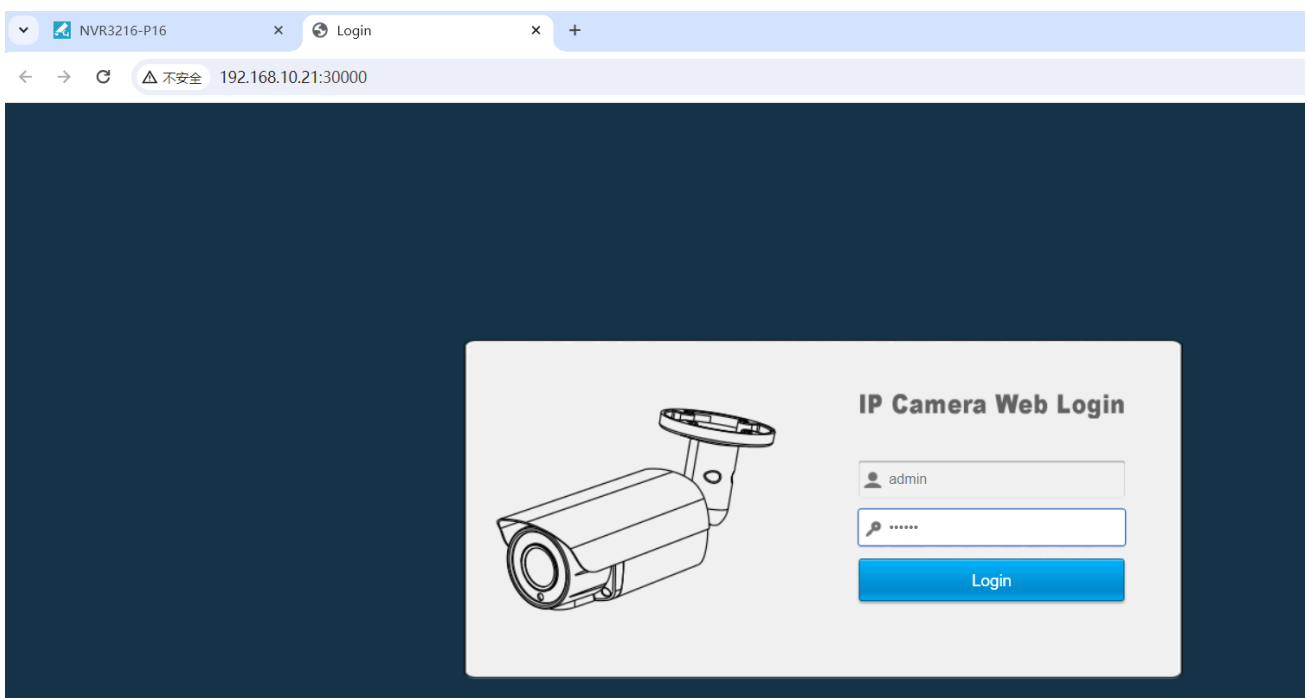 NVR3216-P16
Login
不安全 192.168.10.21:30000
IP Camera Web Login
admin
••••••
Login